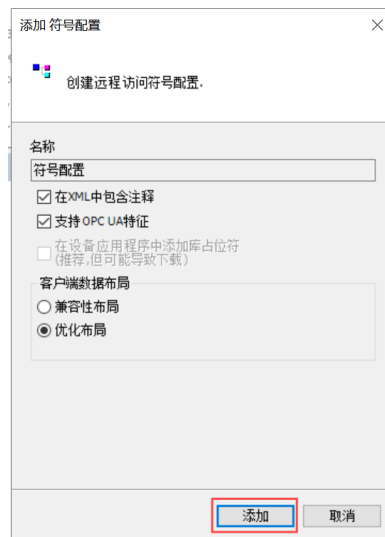 添加 符号配置
创建远程访问符号配置.
名称
符号配置
在XML中包含注释
支持OPC UA特征
在设备应用程序中添加库占位符
(推荐,但可能导致下载)
客户端数据布局
兼容性布局
优化布局
添加
取消